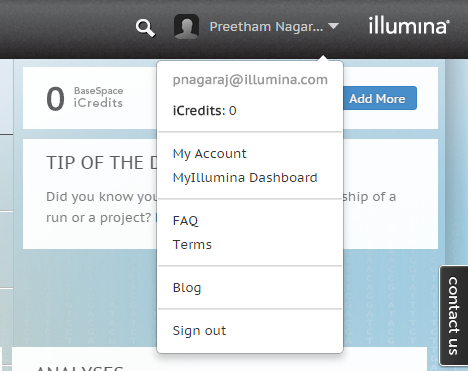 Preetham Nagar...
illumina®
pnagaraj@illumina.com
iCredits: 0
My Account
MyIllumina Dashboard
FAQ
Terms
Blog
Sign out
0
BaseSpace
iCredits
Add More
TIP OF THE D
Did you know you
ship of a
run or a project?
ANALYSES
contact us